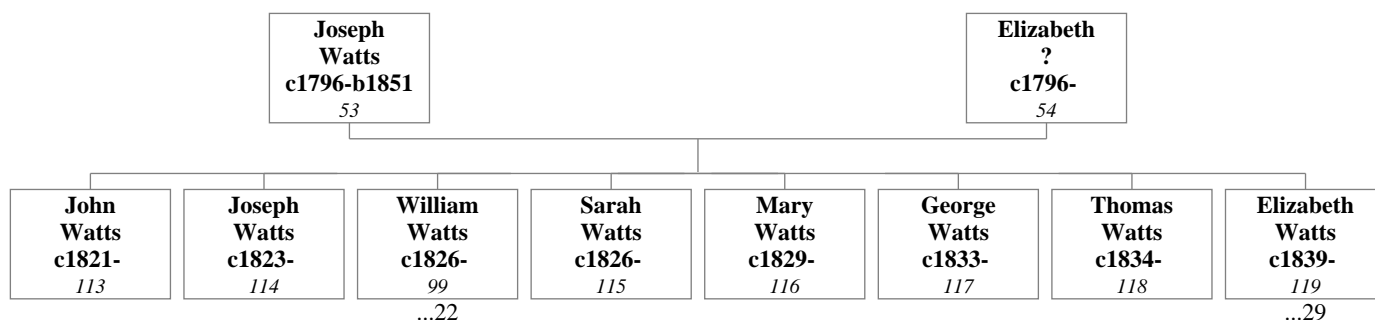 Joseph
Watts
c1796-b1851
53
Elizabeth
?
c1796-
54
John
Watts
c1821-
113
Joseph
Watts
c1823-
114
William
Watts
c1826-
99
...22
Sarah
Watts
c1826-
115
Mary
Watts
c1829-
116
George
Watts
c1833-
117
Thomas
Watts
c1834-
118
Elizabeth
Watts
c1839-
119
...29